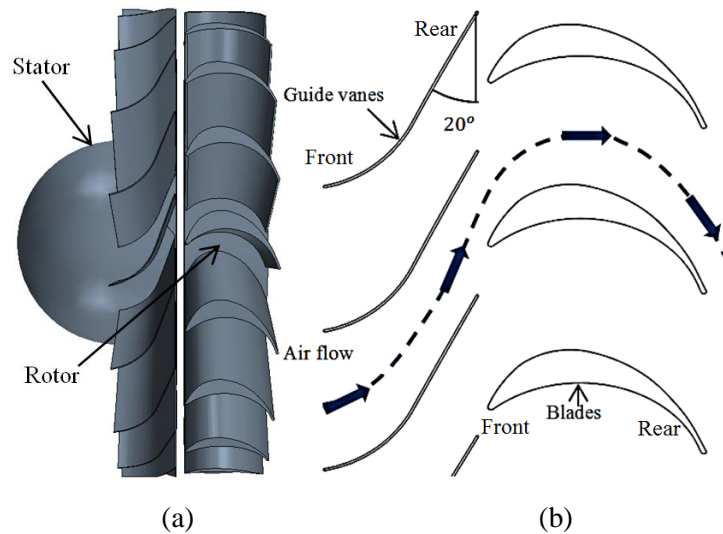 Stator
Rotor
(a)
Rear
Guide vanes
20°
Front
Air flow
Blades
Front
Rear
(b)